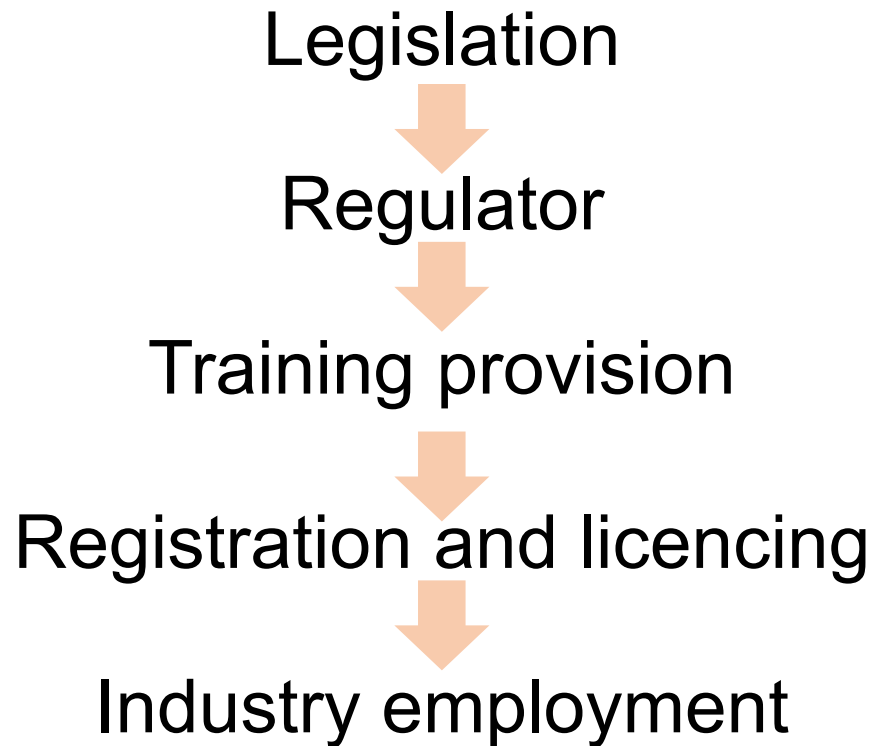 Legislation
Regulator
Training provision
Registration and licencing
Industry employment